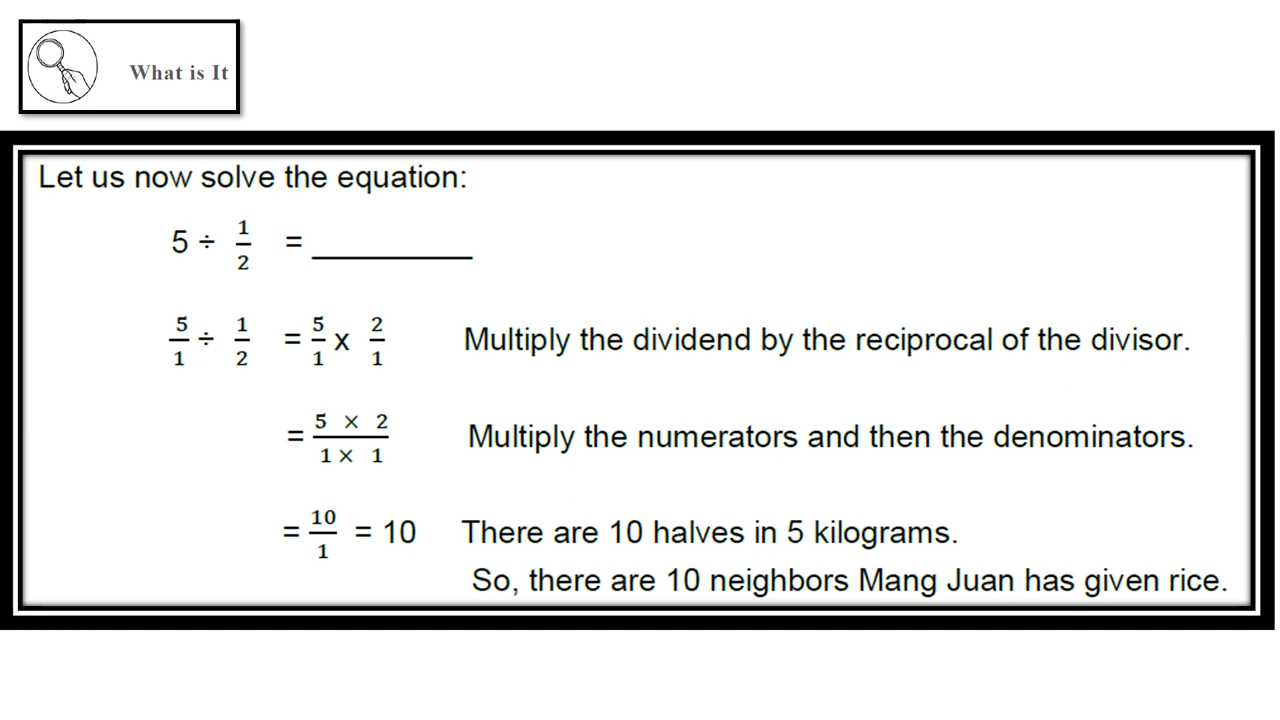 What is It
Let us now solve the equation:
5 ÷ 1/2 = __________
5/1 ÷ 1/2 = 5/1 x 2/1 Multiply the dividend by the reciprocal of the divisor.
= 5 × 2 / 1 × 1 Multiply the numerators and then the denominators.
= 10/1 = 10 There are 10 halves in 5 kilograms.
So, there are 10 neighbors Mang Juan has given rice.